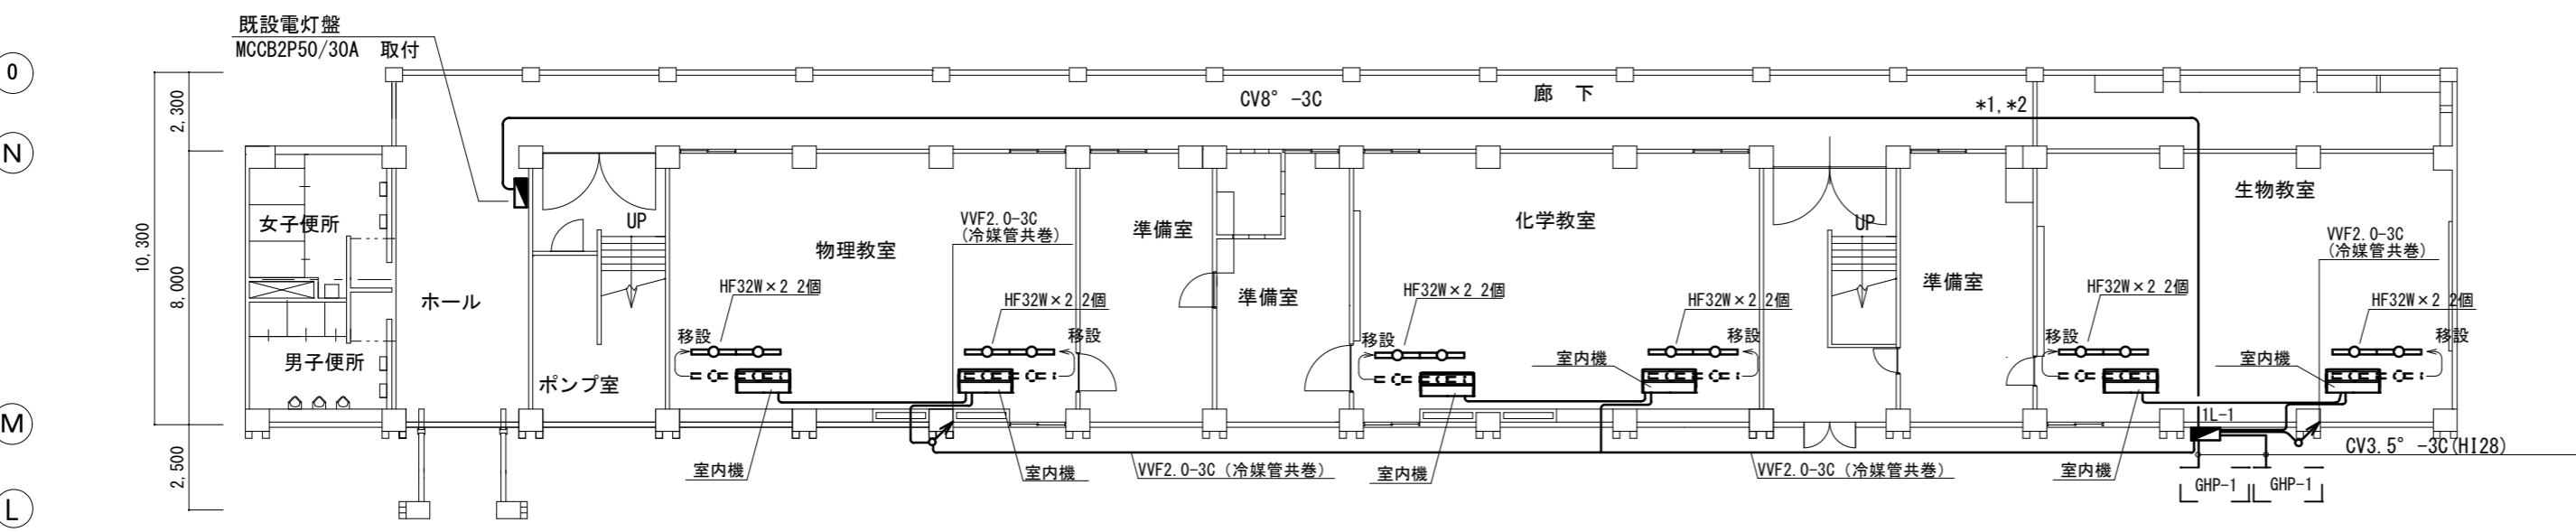 既設電灯盤
MCCB2P50/30A 取付
O
2,300
CV8°-3C
廊 下
*1,*2
N
10,300
8,000
女子便所
UP
物理教室
VVF2.0-3C
(冷媒管共巻)
準備室
化学教室
UP
生物教室
VVF2.0-3C
(冷媒管共巻)
ホール
HF32W×2 2個
HF32W×2 2個
準備室
HF32W×2 2個
HF32W×2 2個
準備室
HF32W×2 2個
HF32W×2 2個
移設
移設
移設
移設
移設
移設
男子便所
ポンプ室
室内機
室内機
M
1L-1
2,500
室内機
室内機
VVF2.0-3C (冷媒管共巻)
室内機
VVF2.0-3C (冷媒管共巻)
室内機
CV3.5°-3C(HI28)
GHP-1
GHP-1
L